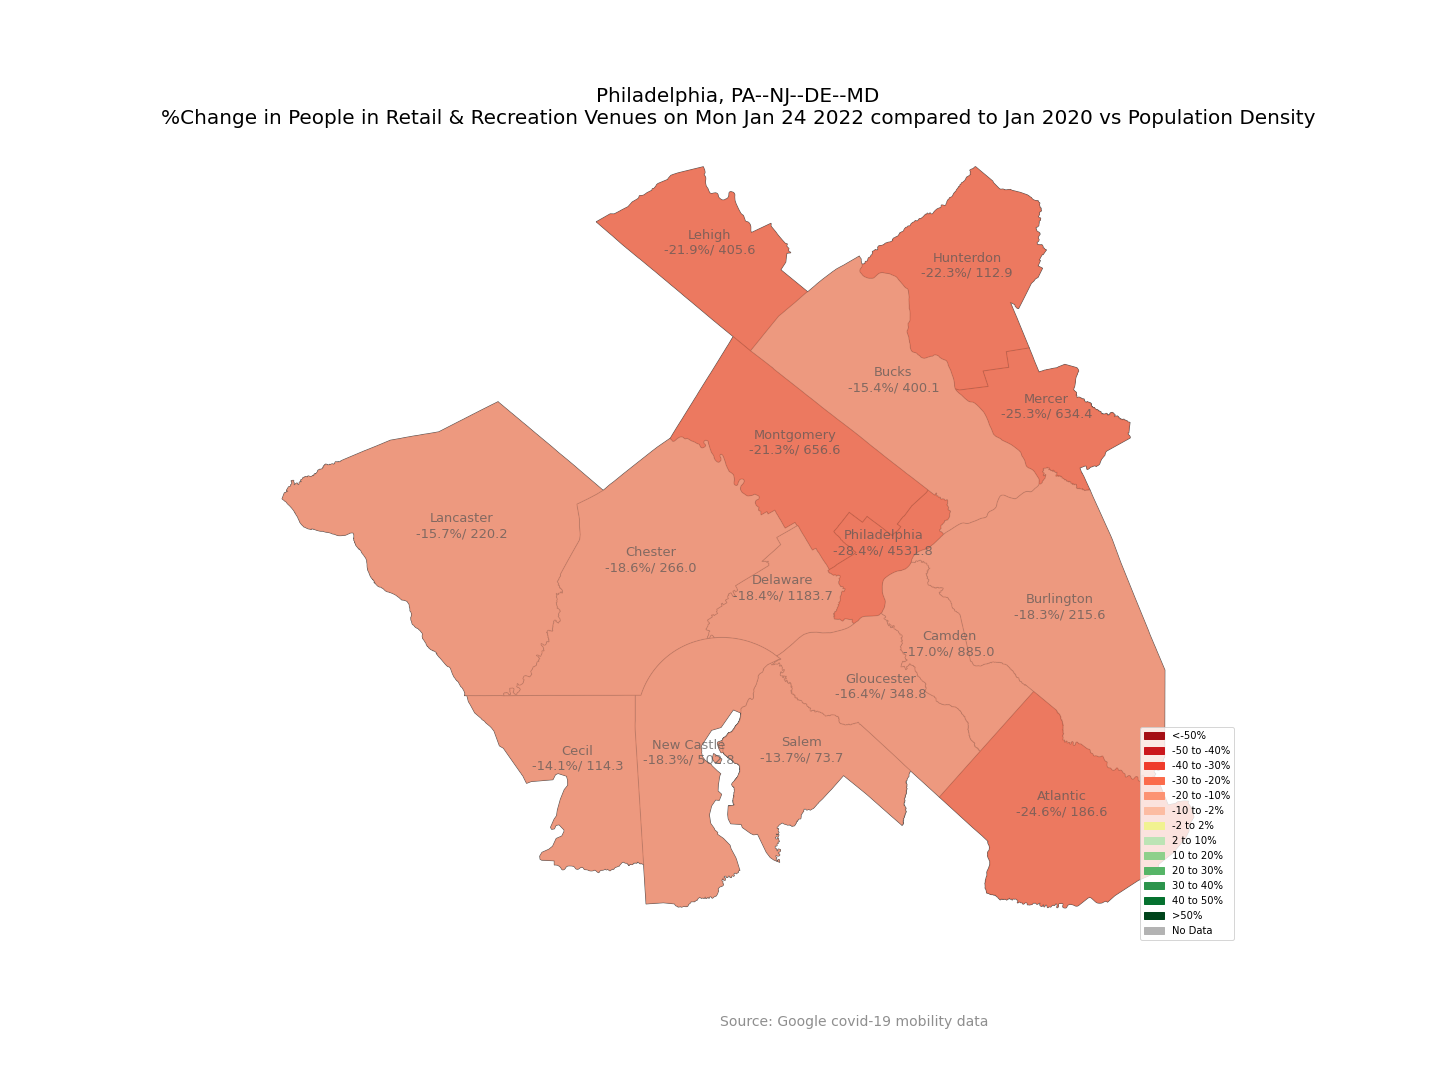 Philadelphia, PA--NJ--DE--MD
%Change in People in Retail & Recreation Venues on Mon Jan 24 2022 compared to Jan 2020 vs Population Density
Lehigh
-21.9%/ 405.6
Hunterdon
-22.3%/ 112.9
Bucks
-15.4%/ 400.1
Mercer
-25.3%/ 634.4
Montgomery
-21.3%/ 656.6
Lancaster
-15.7%/ 220.2
Philadelphia
-28.4%/ 4531.8
Chester
-18.6%/ 266.0
Delaware
-18.4%/ 1183.7
Burlington
-18.3%/ 215.6
Camden
-17.0%/ 885.0
Gloucester
-16.4%/ 348.8
Cecil
-14.1%/ 114.3
New Castle
-18.3%/ 502.8
Salem
-13.7%/ 73.7
Atlantic
-24.6%/ 186.6
<-50%
-50 to -40%
-40 to -30%
-30 to -20%
-20 to -10%
-10 to -2%
-2 to 2%
2 to 10%
10 to 20%
20 to 30%
30 to 40%
40 to 50%
>50%
No Data
Source: Google covid-19 mobility data